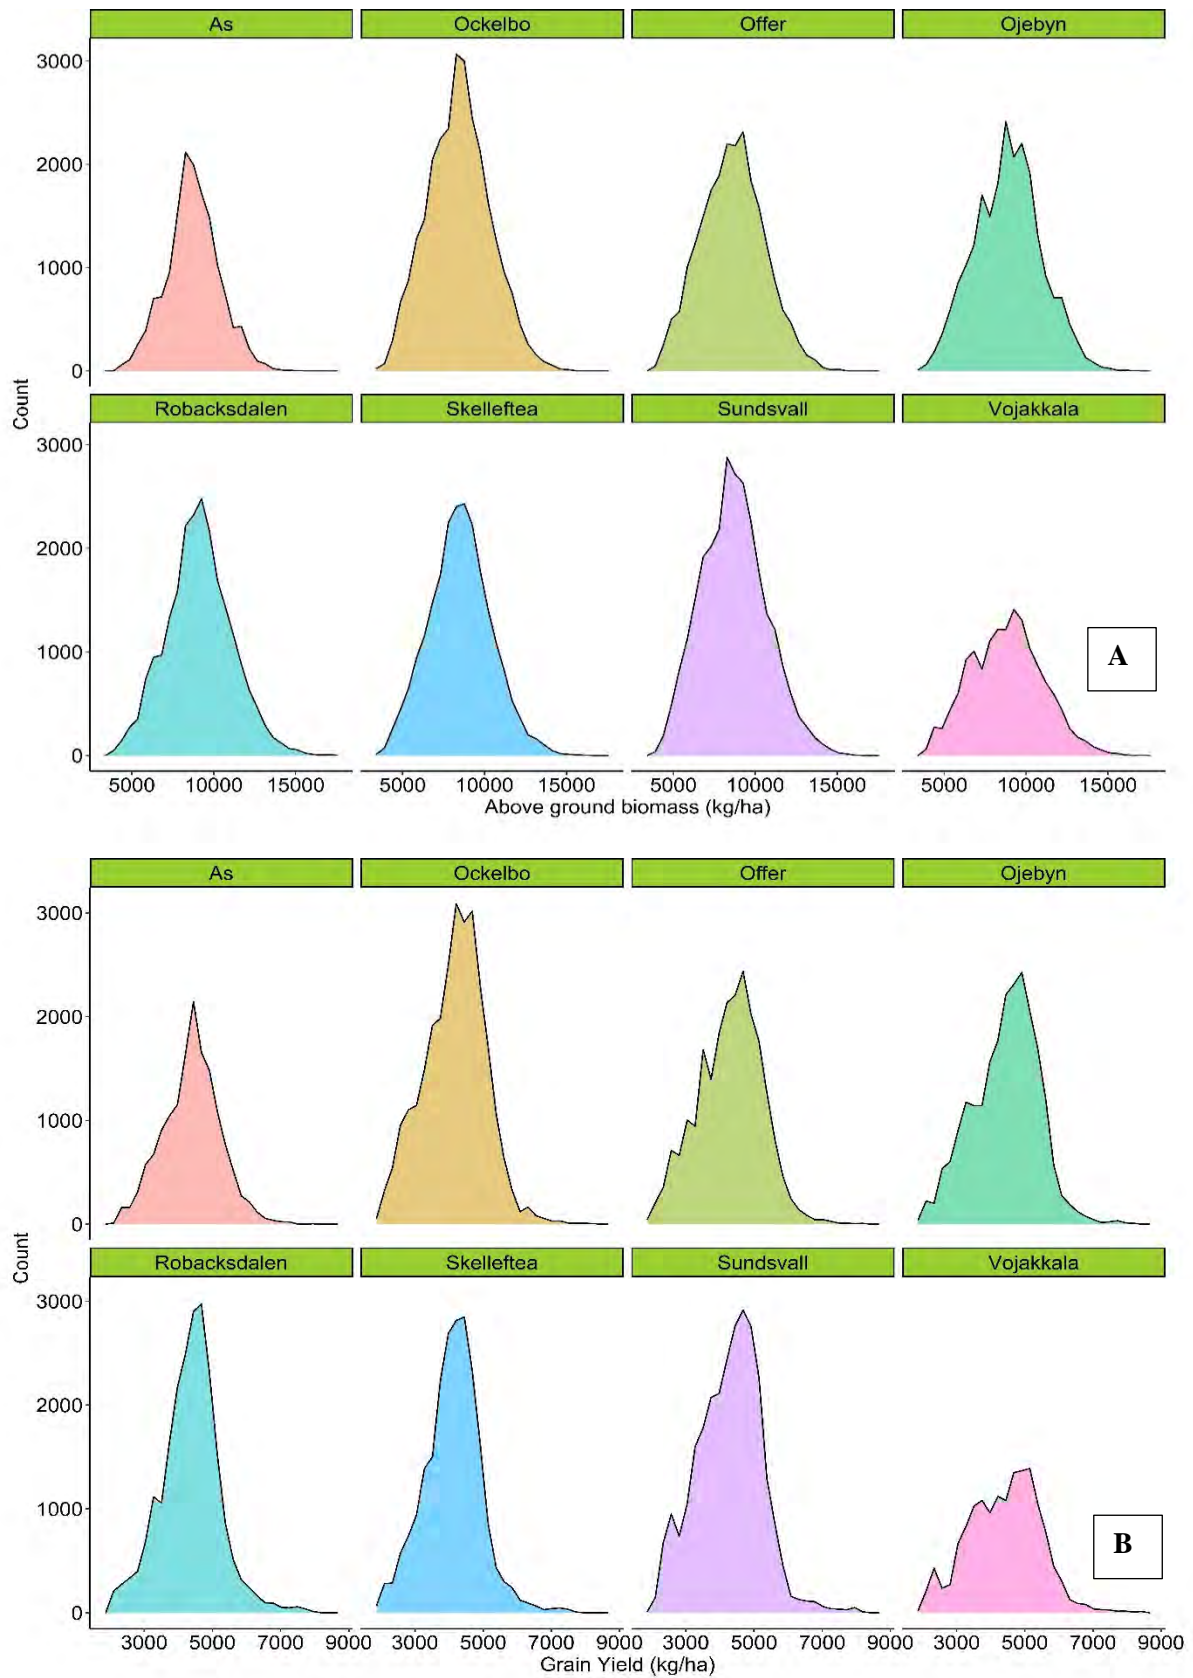 As Ockelbo Offer Ojebyn
3000
2000
1000
0
Count
Robacksdalen Skelleftea Sundsvall Vojakkala
3000
2000
1000
0
A
5000 10000 15000 5000 10000 15000 5000 10000 15000 5000 10000 15000
Above ground biomass (kg/ha)
As Ockelbo Offer Ojebyn
3000
2000
1000
0
Count
Robacksdalen Skelleftea Sundsvall Vojakkala
3000
2000
1000
0
B
3000 5000 7000 9000 3000 5000 7000 9000 3000 5000 7000 9000 3000 5000 7000 9000
Grain Yield (kg/ha)